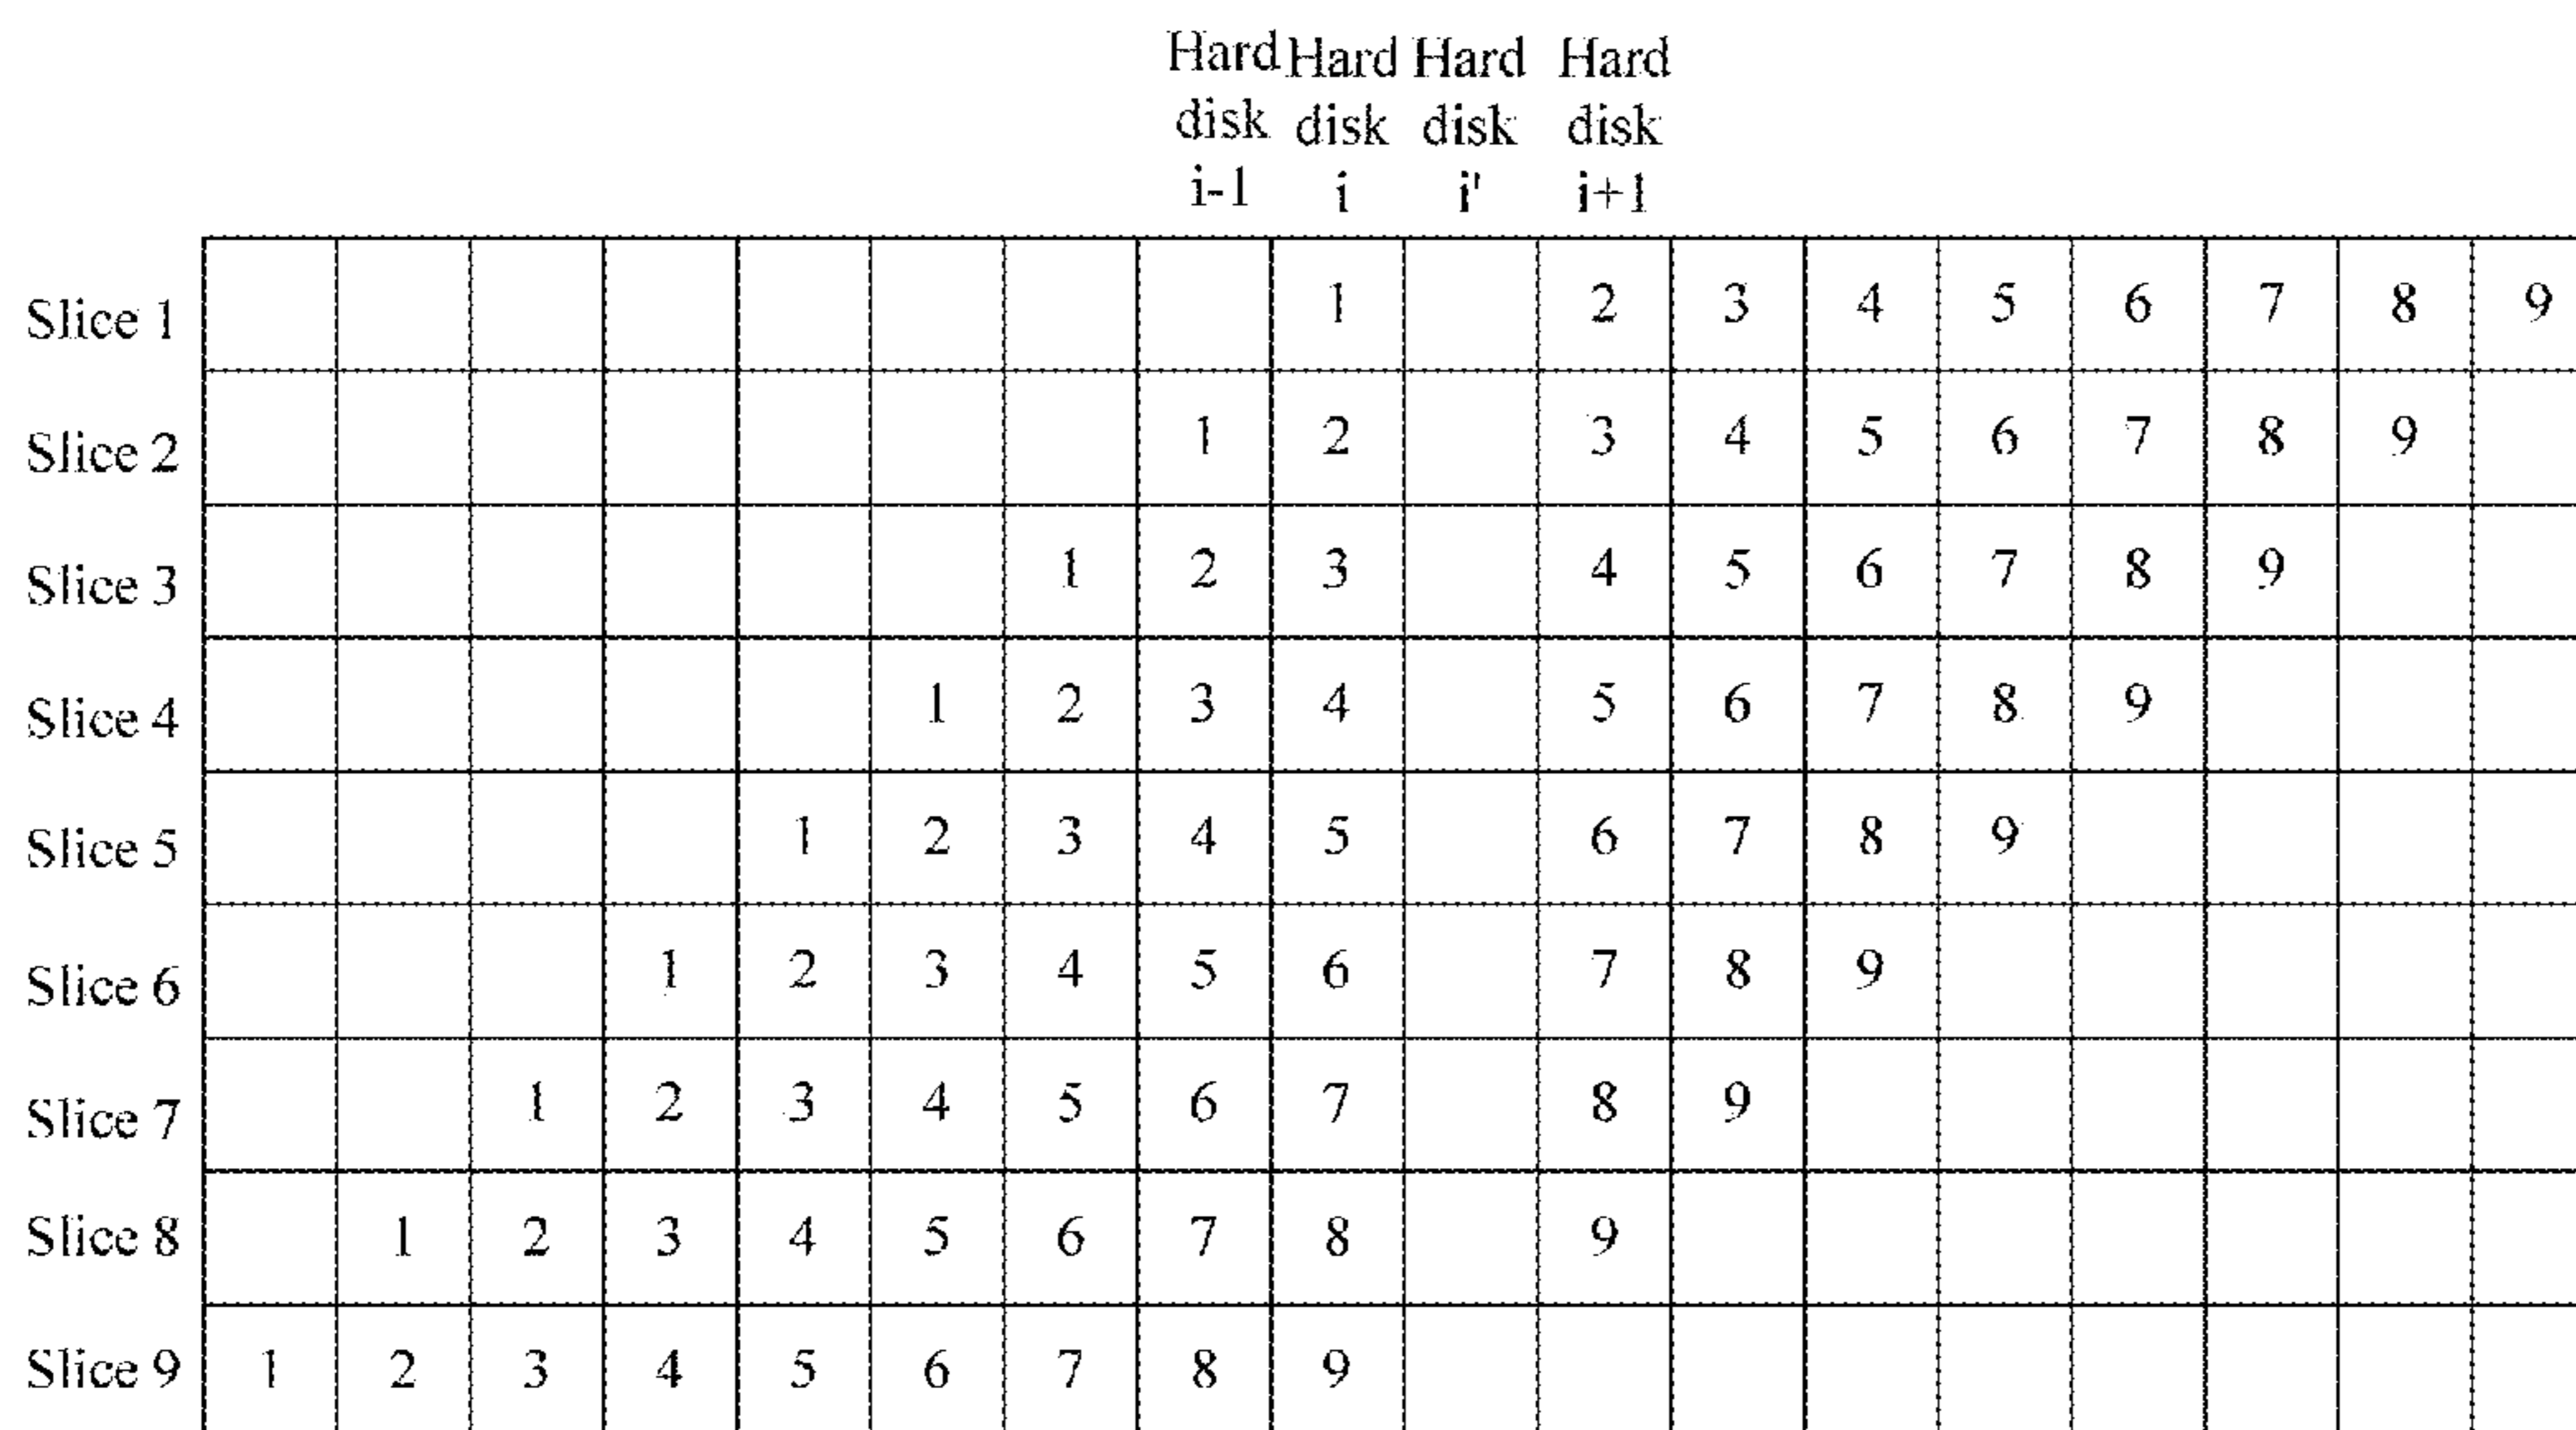 Hard Hard Hard Hard
disk disk disk disk
i-1 i i' i+1
Slice 1 1 2 3 4 5 6 7 8 9
Slice 2 1 2 3 4 5 6 7 8 9
Slice 3 1 2 3 4 5 6 7 8 9
Slice 4 1 2 3 4 5 6 7 8 9
Slice 5 1 2 3 4 5 6 7 8 9
Slice 6 1 2 3 4 5 6 7 8 9
Slice 7 1 2 3 4 5 6 7 8 9
Slice 8 1 2 3 4 5 6 7 8 9
Slice 9 1 2 3 4 5 6 7 8 9